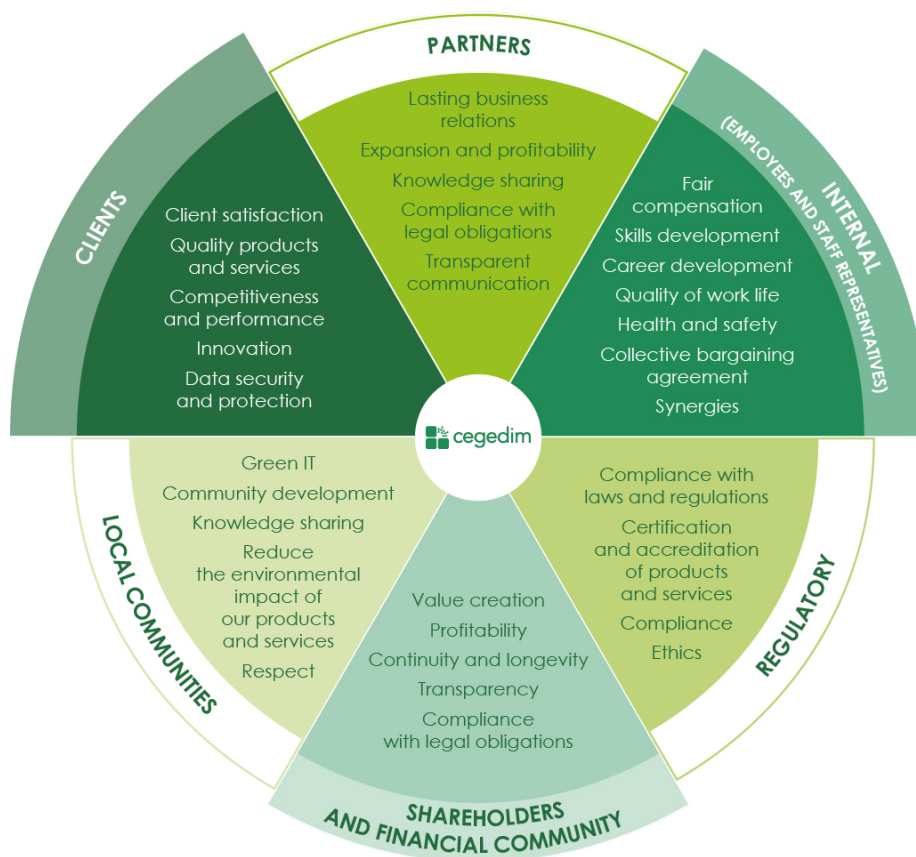 PARTNERS
Lasting business
relations
Expansion and profitability
Knowledge sharing
Compliance with
legal obligations
Transparent
communication
INTERNAL
(EMPLOYEES AND STAFF REPRESENTATIVES)
Fair
compensation
Skills development
Career development
Quality of work life
Health and safety
Collective bargaining
agreement
Synergies
REGULATORY
Compliance with
laws and regulations
Certification
and accreditation
of products
and services
Compliance
Ethics
SHAREHOLDERS
AND FINANCIAL COMMUNITY
Value creation
Profitability
Continuity and longevity
Transparency
Compliance
with legal obligations
LOCAL COMMUNITIES
Green IT
Community development
Knowledge sharing
Reduce
the environmental
impact of
our products
and services
Respect
CLIENTS
Client satisfaction
Quality products
and services
Competitiveness
and performance
Innovation
Data security
and protection
cegedim